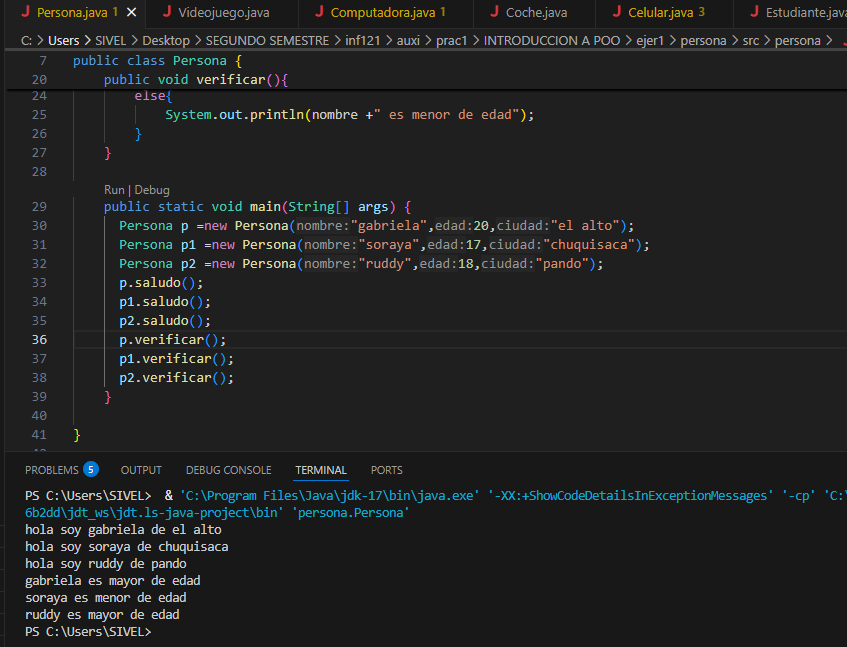 Persona.java 1 Videojuego.java Computadora.java 1 Coche.java Celular.java 3 Estudiante.java
C: > Users > SIVEL > Desktop > SEGUNDO SEMESTRE > inf121 > auxi > prac1 > INTRODUCCION A POO > ejer1 > persona > src > persona >
7 public class Persona {
20 public void verificar(){
24 else{
25 System.out.println(nombre +" es menor de edad");
26 }
27 }
28
Run | Debug
29 public static void main(String[] args) {
30 Persona p =new Persona(nombre:"gabriela",edad:20,ciudad:"el alto");
31 Persona p1 =new Persona(nombre:"soraya",edad:17,ciudad:"chuquisaca");
32 Persona p2 =new Persona(nombre:"ruddy",edad:18,ciudad:"pando");
33 p.saludo();
34 p1.saludo();
35 p2.saludo();
36 p.verificar();
37 p1.verificar();
38 p2.verificar();
39 }
40
41 }
PROBLEMS 5 OUTPUT DEBUG CONSOLE TERMINAL PORTS
PS C:\Users\SIVEL> & 'C:\Program Files\Java\jdk-17\bin\java.exe' '-XX:+ShowCodeDetailsInExceptionMessages' '-cp' 'C:\
6b2dd\jdt_ws\jdt.ls-java-project\bin' 'persona.Persona'
hola soy gabriela de el alto
hola soy soraya de chuquisaca
hola soy ruddy de pando
gabriela es mayor de edad
soraya es menor de edad
ruddy es mayor de edad
PS C:\Users\SIVEL>